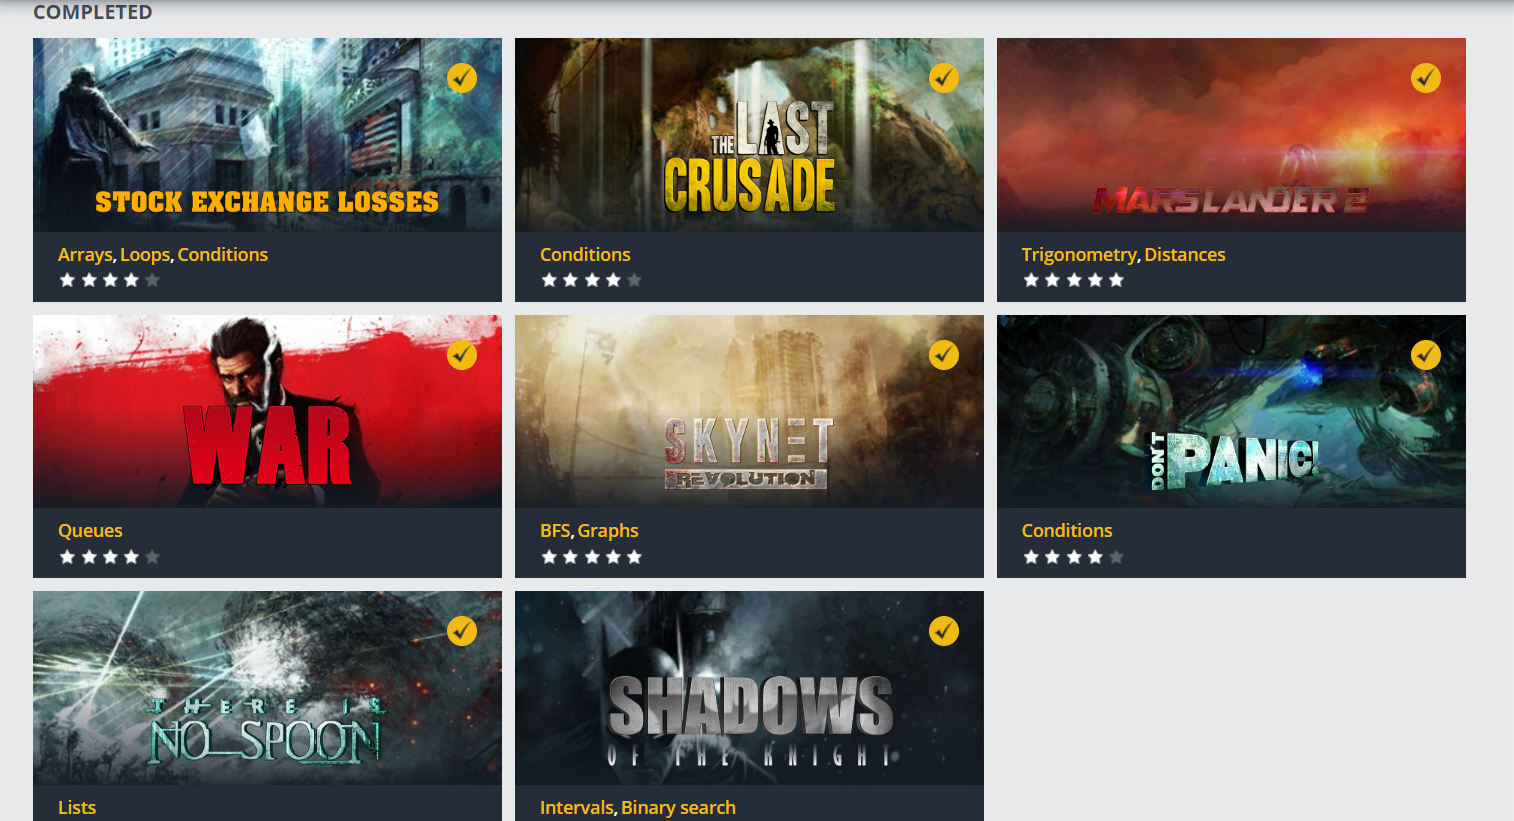 COMPLETED
STOCK EXCHANGE LOSSES
Arrays, Loops, Conditions
THE LAST
CRUSADE
Conditions
MARS LANDER 2
Trigonometry, Distances
WAR
Queues
SKYNET
REVOLUTION
BFS, Graphs
DON'T PANIC!
Conditions
THERE IS
NO SPOON
Lists
SHADOWS
OF THE KNIGHT
Intervals, Binary search